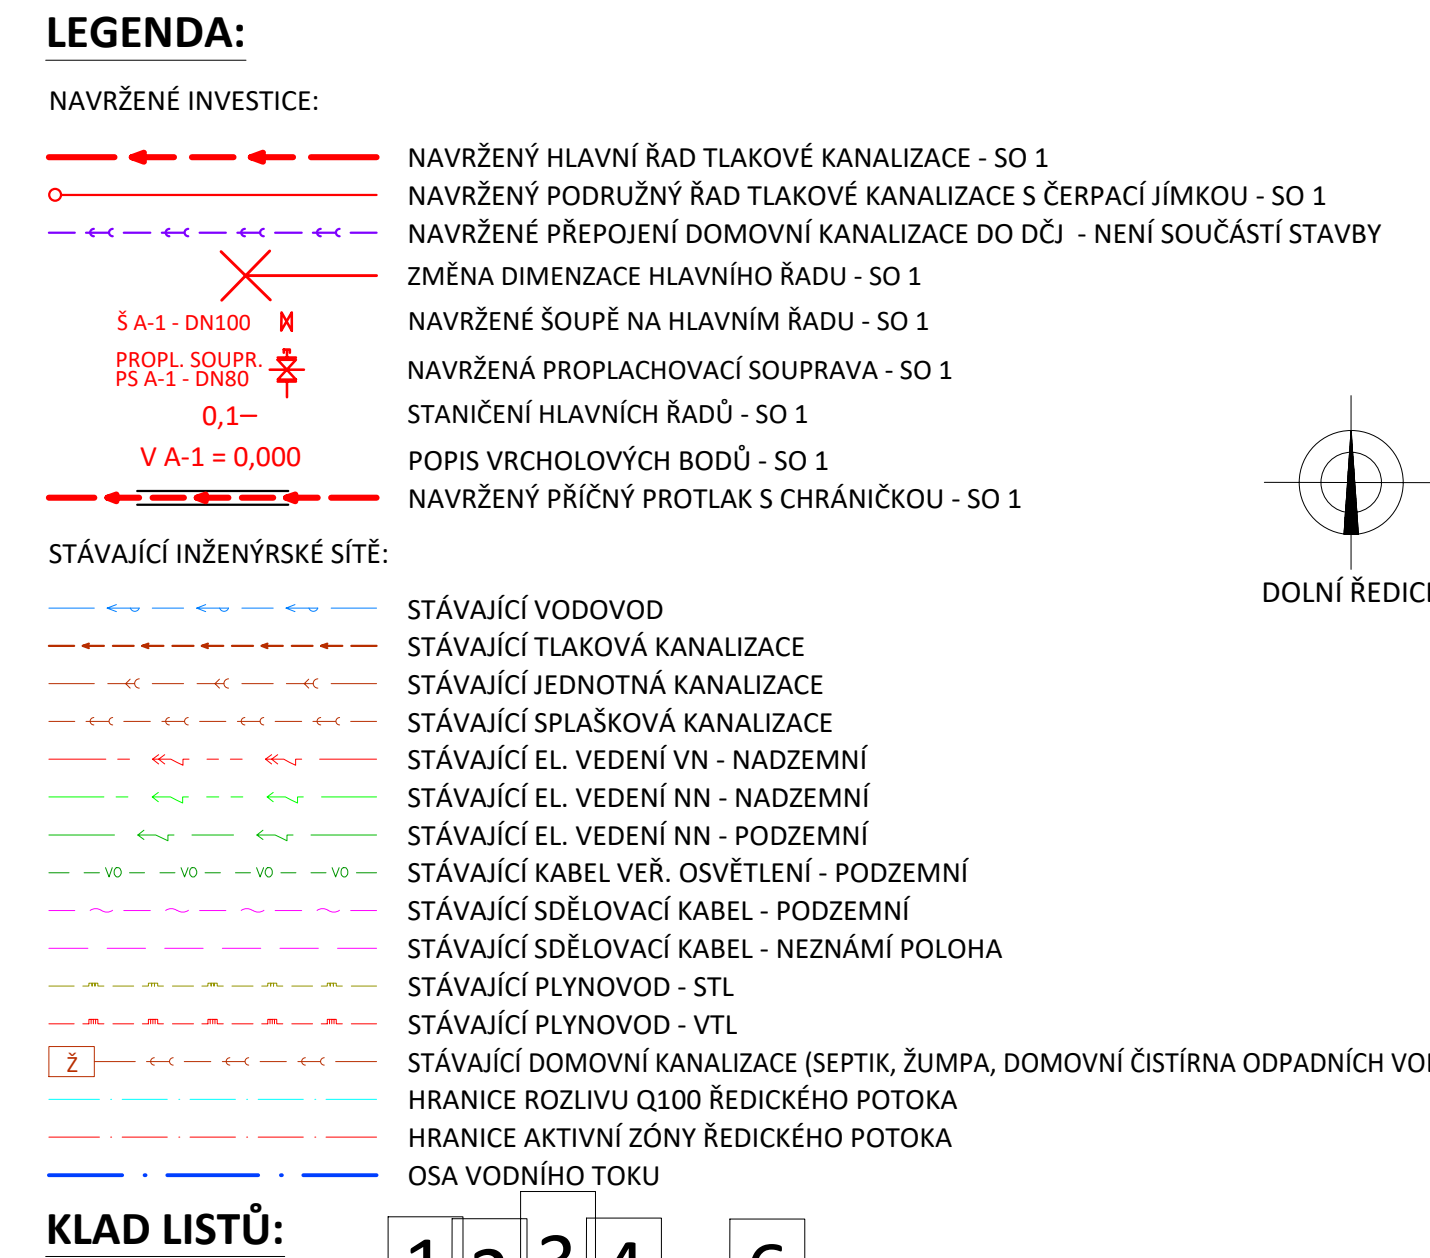 LEGENDA:
NAVRŽENÉ INVESTICE:
NAVRŽENÝ HLAVNÍ ŘAD TLAKOVÉ KANALIZACE - SO 1
NAVRŽENÝ PODRUŽNÝ ŘAD TLAKOVÉ KANALIZACE S ČERPACÍ JÍMKOU - SO 1
NAVRŽENÉ PŘEPOJENÍ DOMOVNÍ KANALIZACE DO DČJ - NENÍ SOUČÁSTÍ STAVBY
ZMĚNA DIMENZACE HLAVNÍHO ŘADU - SO 1
Š A-1 - DN100 NAVRŽENÉ ŠOUPĚ NA HLAVNÍM ŘADU - SO 1
PROPL. SOUPR.
PS A-1 - DN80
NAVRŽENÁ PROPLACHOVACÍ SOUPRAVA - SO 1
0,1 STANIČENÍ HLAVNÍCH ŘADŮ - SO 1
V A-1 = 0,000 POPIS VRCHOLOVÝCH BODŮ - SO 1
NAVRŽENÝ PŘÍČNÝ PROTLAK S CHRÁNIČKOU - SO 1
STÁVAJÍCÍ INŽENÝRSKÉ SÍTĚ:
DOLNÍ
STÁVAJÍCÍ VODOVOD
STÁVAJÍCÍ TLAKOVÁ KANALIZACE
STÁVAJÍCÍ JEDNOTNÁ KANALIZACE
STÁVAJÍCÍ SPLAŠKOVÁ KANALIZACE
STÁVAJÍCÍ EL. VEDENÍ VN - NADZEMNÍ
STÁVAJÍCÍ EL. VEDENÍ NN - NADZEMNÍ
STÁVAJÍCÍ EL. VEDENÍ NN - PODZEMNÍ
VO VO VO VO STÁVAJÍCÍ KABEL VEŘ. OSVĚTLENÍ - PODZEMNÍ
STÁVAJÍCÍ SDĚLOVACÍ KABEL - PODZEMNÍ
STÁVAJÍCÍ SDĚLOVACÍ KABEL - NEZNÁMÍ POLOHA
STÁVAJÍCÍ PLYNOVOD - STL
STÁVAJÍCÍ PLYNOVOD - VTL
Ž STÁVAJÍCÍ DOMOVNÍ KANALIZACE (SEPTIK, ŽUMPA, DOMOVNÍ ČISTÍRNA ODPADNÍCH
HRANICE ROZLIVU Q100 ŘEDICKÉHO POTOKA
HRANICE AKTIVNÍ ZÓNY ŘEDICKÉHO POTOKA
OSA VODNÍHO TOKU
KLAD LISTŮ:
1 2 3 4 6